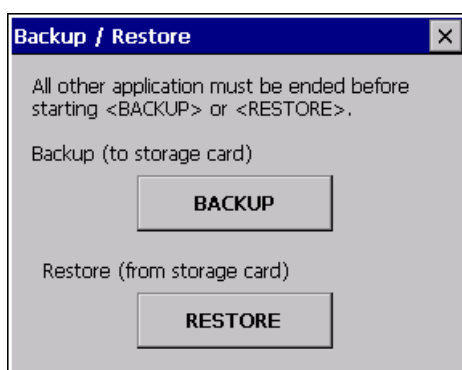 Backup / Restore
All other application must be ended before
starting <BACKUP> or <RESTORE>.
Backup (to storage card)
BACKUP
Restore (from storage card)
RESTORE